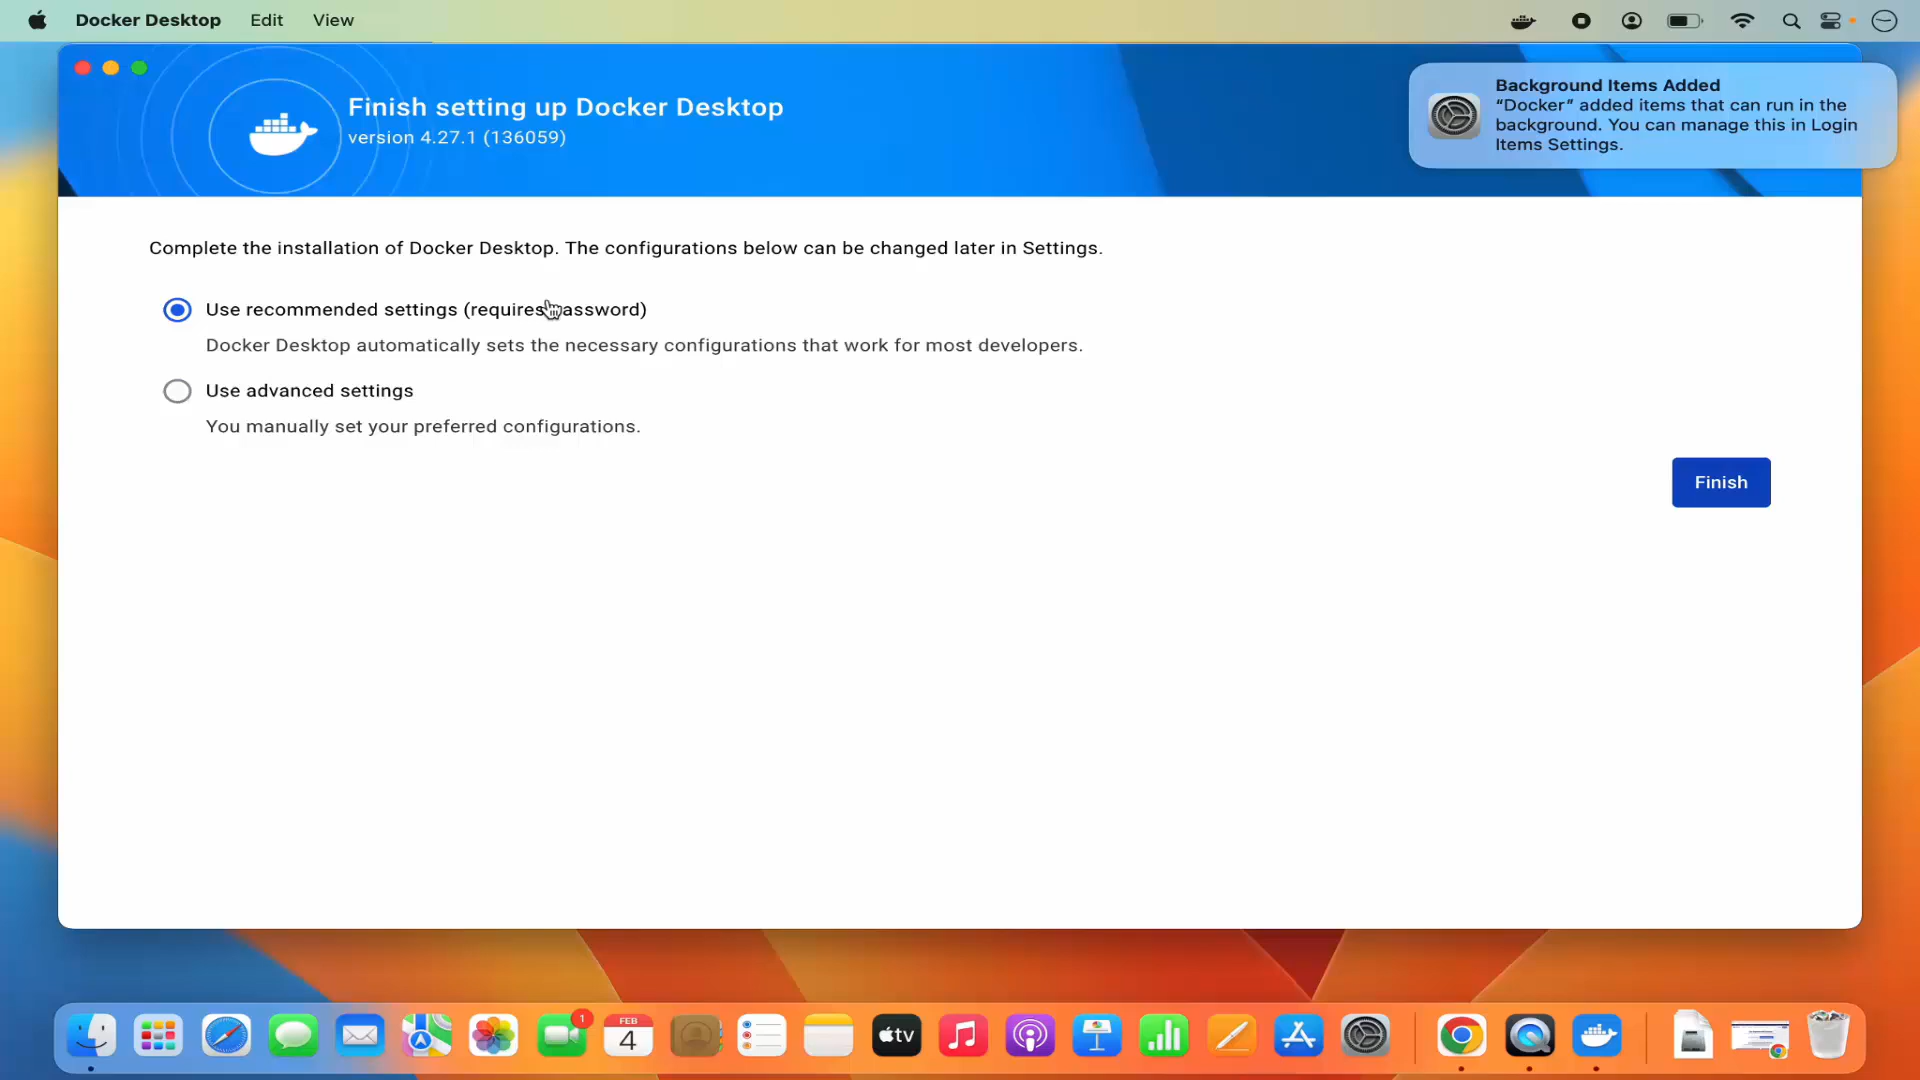 Docker Desktop Edit View
Finish setting up Docker Desktop
version 4.27.1 (136059)
Background Items Added
“Docker” added items that can run in the
background. You can manage this in Login
Items Settings.
Complete the installation of Docker Desktop. The configurations below can be changed later in Settings.
Use recommended settings (requires password)
Docker Desktop automatically sets the necessary configurations that work for most developers.
Use advanced settings
You manually set your preferred configurations.
Finish
1
FEB
4
tv